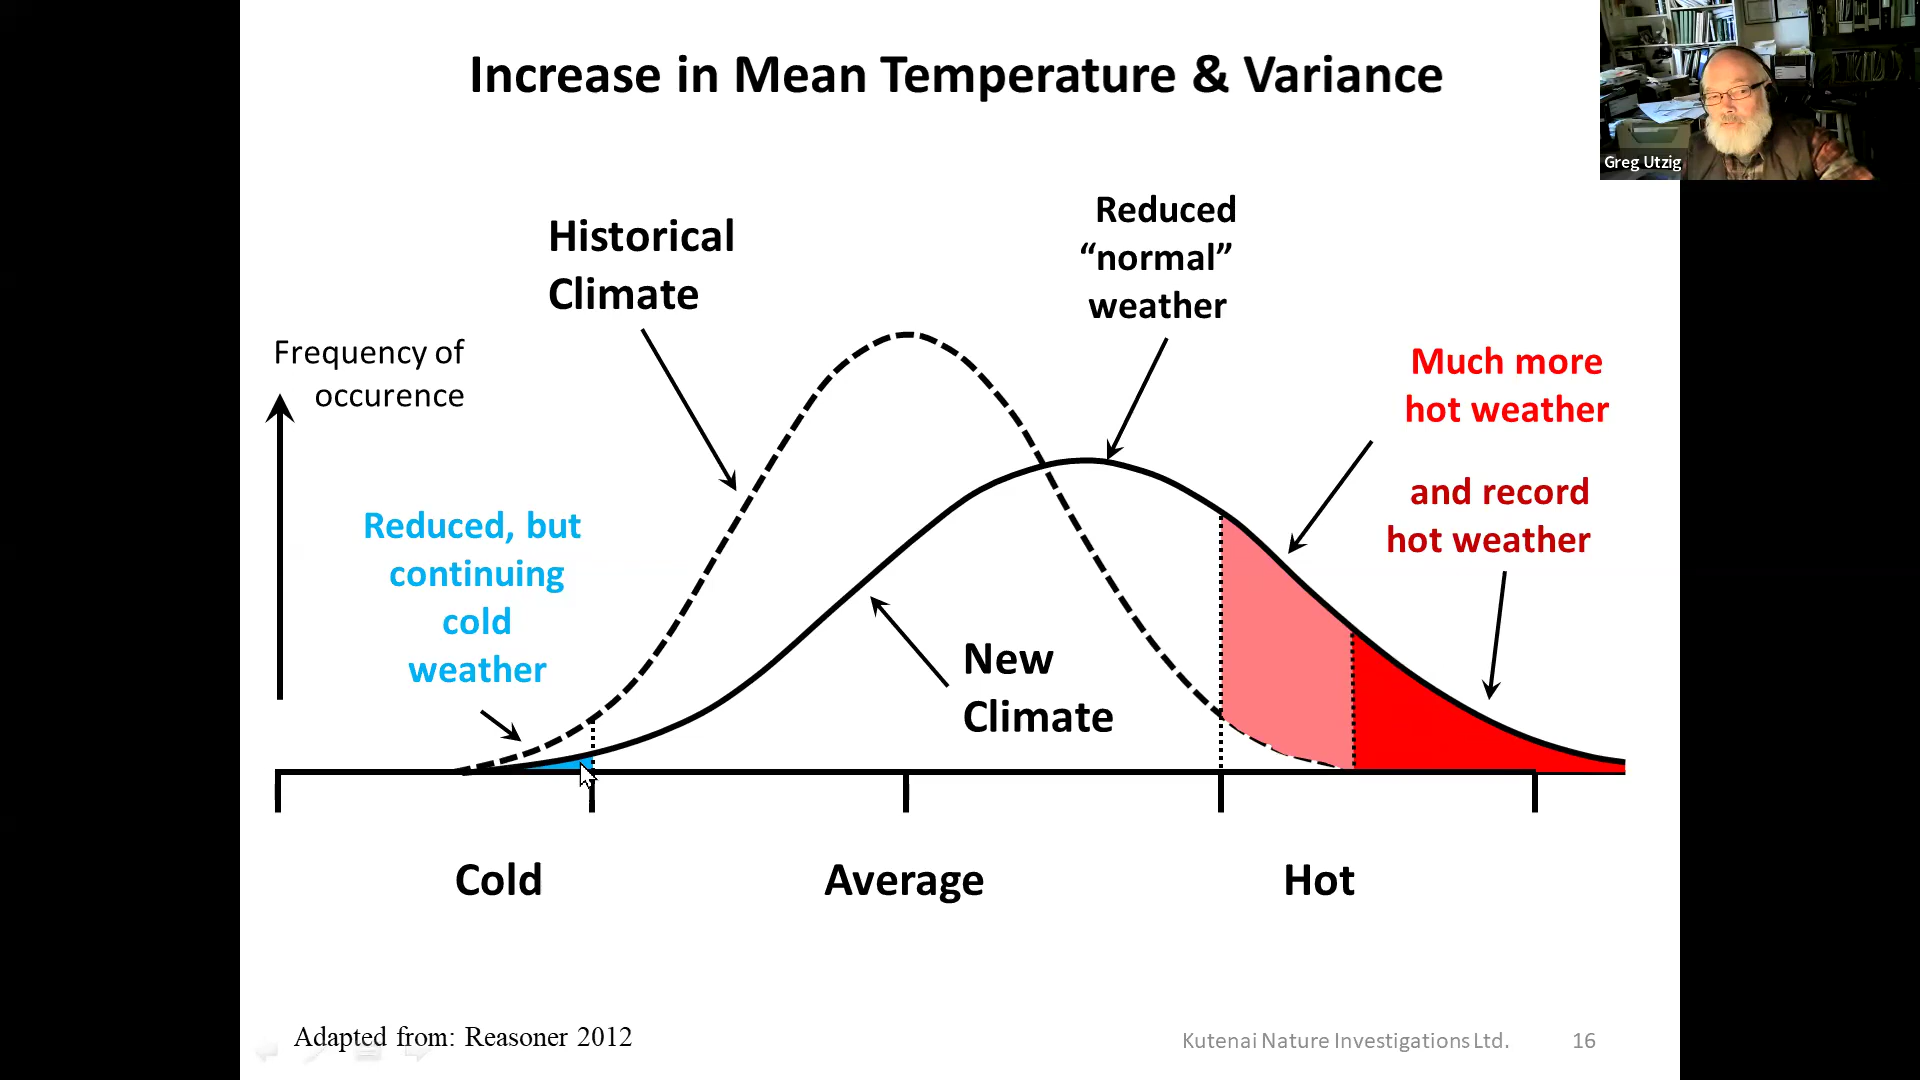 Increase in Mean Temperature & Variance
Greg Utzig
Historical
Climate
Reduced
“normal”
weather
Frequency of
occurence
Much more
hot weather
and record
hot weather
Reduced, but
continuing
cold
weather
New
Climate
Cold
Average
Hot
Adapted from: Reasoner 2012
Kutenai Nature Investigations Ltd.
16